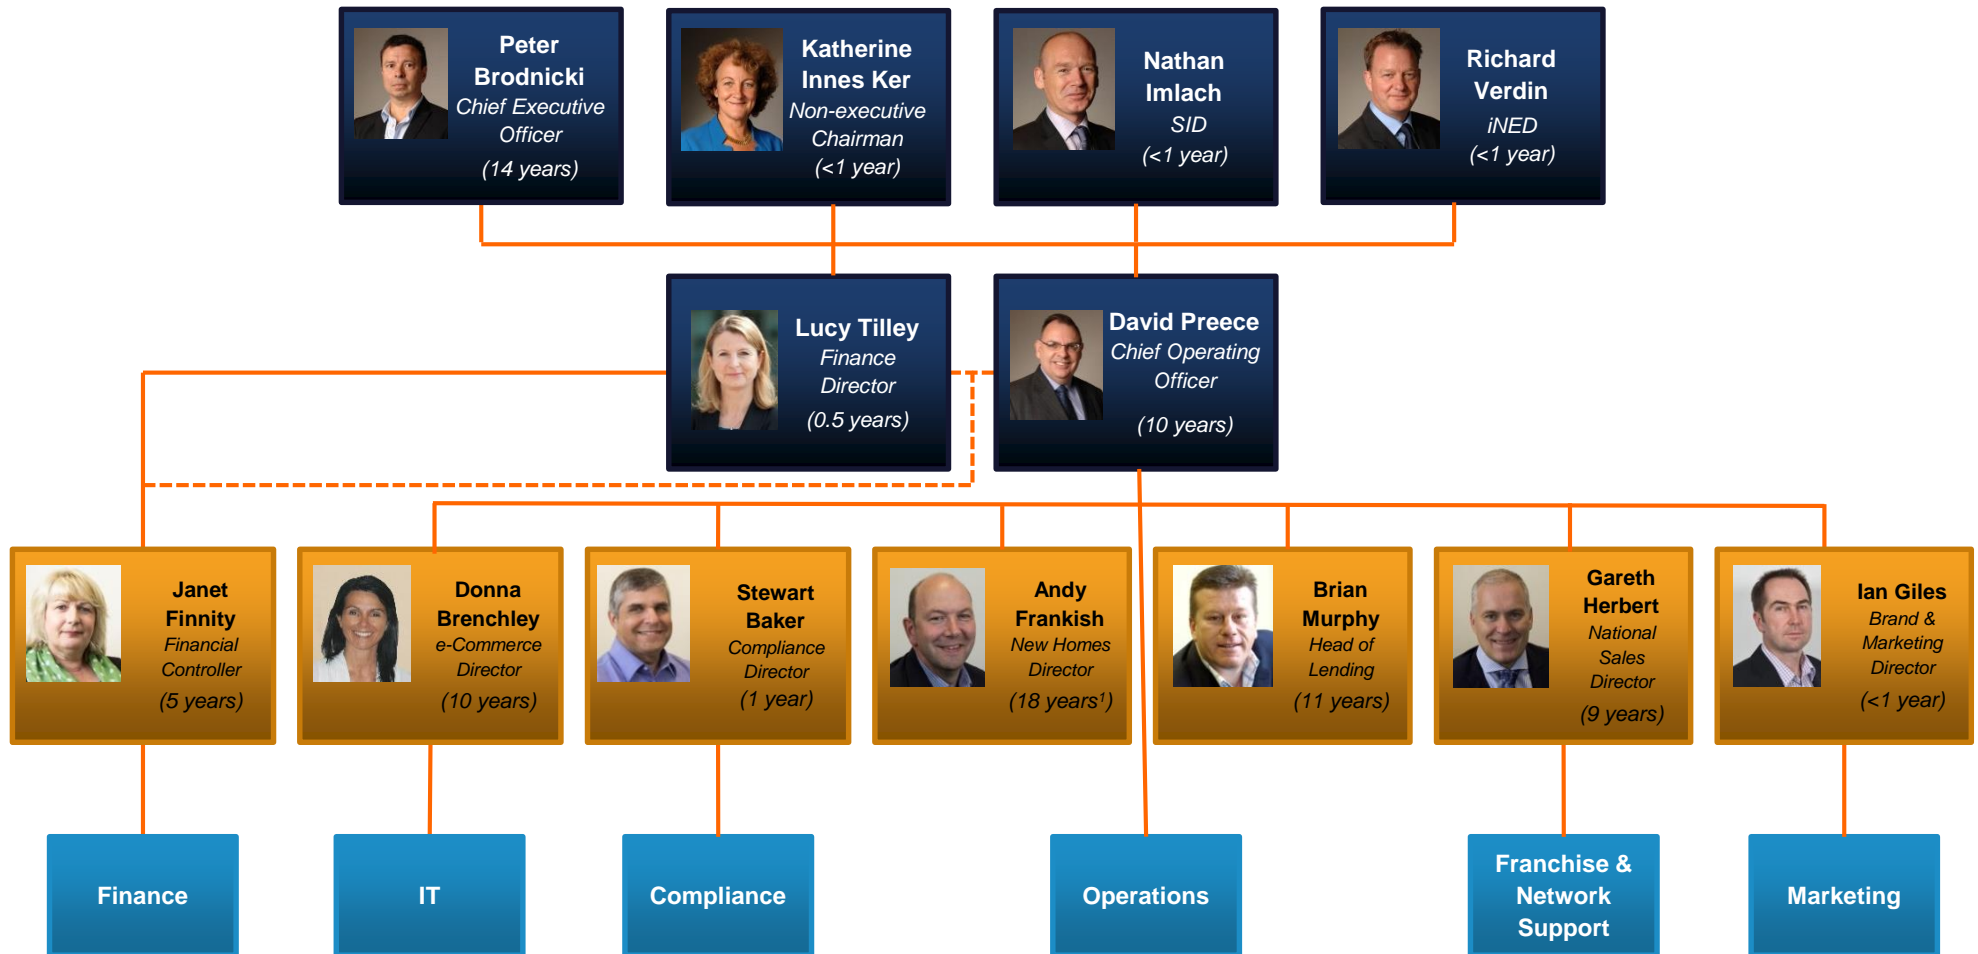 Peter
Brodnicki
Chief Executive
Officer
(14 years)
Katherine
Innes Ker
Non-executive
Chairman
(<1 year)
Nathan
Imlach
SID
(<1 year)
Richard
Verdin
iNED
(<1 year)
Lucy Tilley
Finance
Director
(0.5 years)
David Preece
Chief Operating
Officer
(10 years)
Janet
Finnity
Financial
Controller
(5 years)
Donna
Brenchley
e-Commerce
Director
(10 years)
Stewart
Baker
Compliance
Director
(1 year)
Andy
Frankish
New Homes
Director
(18 years¹)
Brian
Murphy
Head of
Lending
(11 years)
Gareth
Herbert
National
Sales
Director
(9 years)
Ian Giles
Brand &
Marketing
Director
(<1 year)
Finance
IT
Compliance
Operations
Franchise &
Network
Support
Marketing